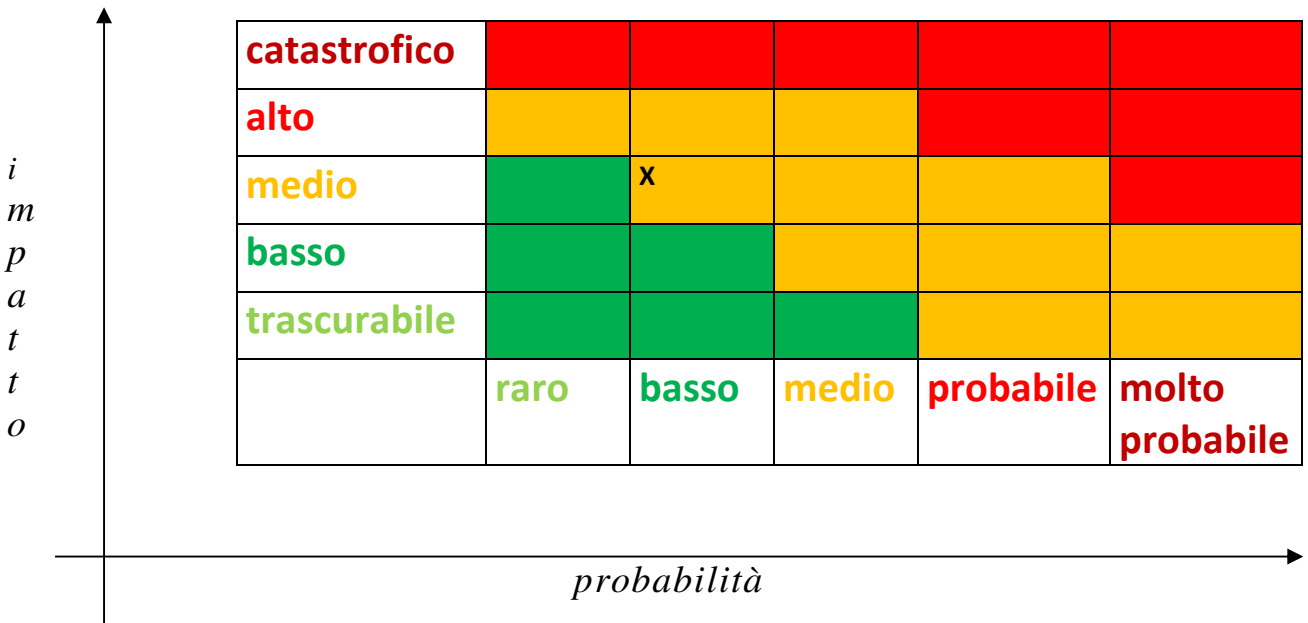 catastrofico
alto
medio
X
basso
trascurabile
raro basso medio probabile molto
probabile
i
m
p
a
t
t
o
probabilità